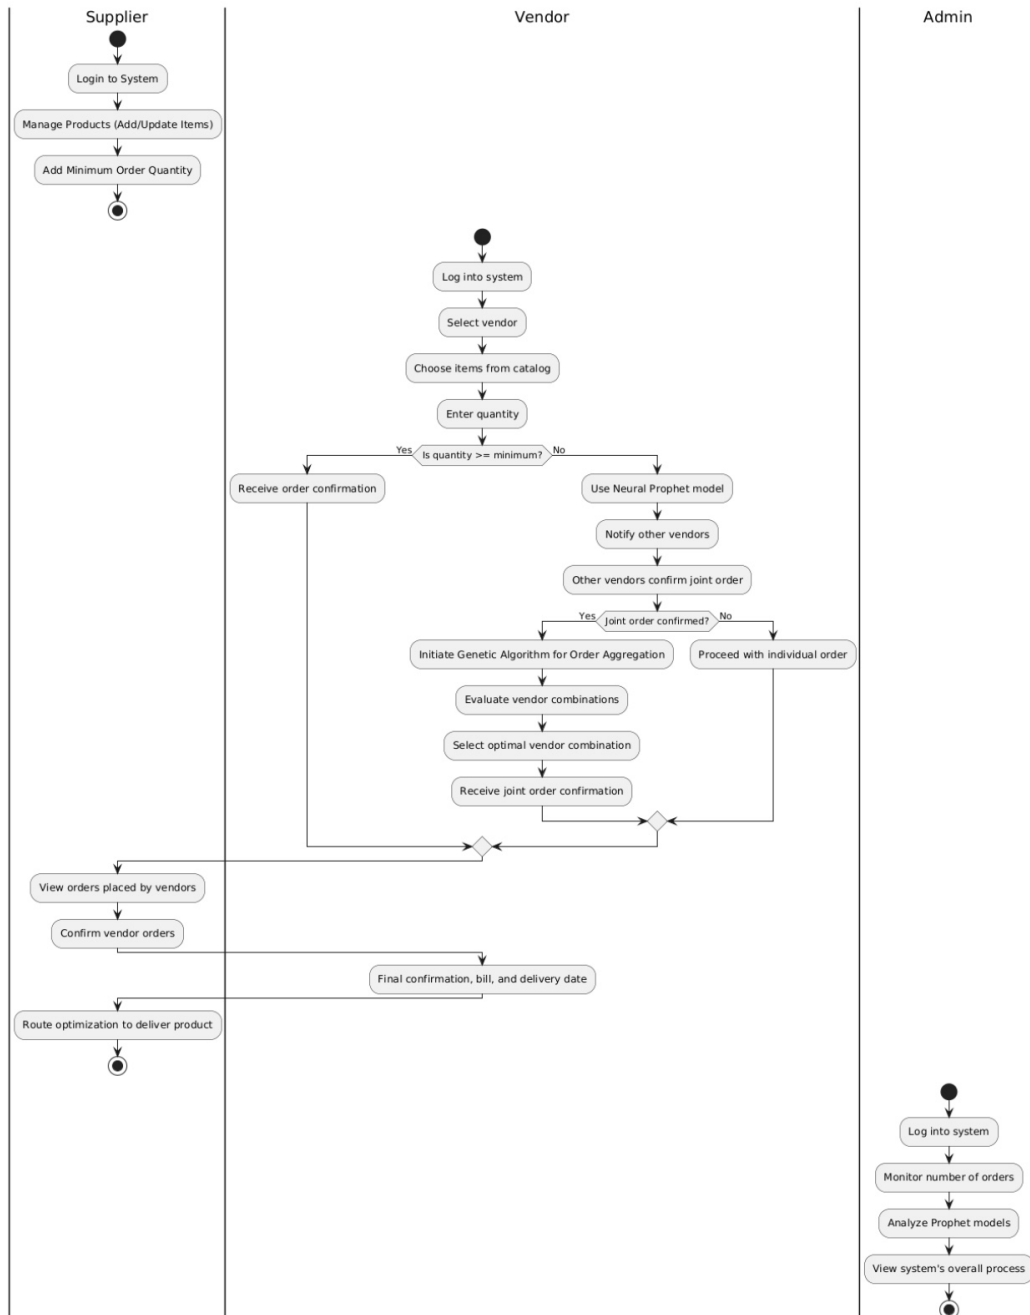 Supplier
Vendor
Admin
Login to System
Manage Products (Add/Update Items)
Add Minimum Order Quantity
Log into system
Select vendor
Choose items from catalog
Enter quantity
Yes
Is quantity >= minimum?
No
Receive order confirmation
Use Neural Prophet model
Notify other vendors
Other vendors confirm joint order
Yes
Joint order confirmed?
No
Initiate Genetic Algorithm for Order Aggregation
Proceed with individual order
Evaluate vendor combinations
Select optimal vendor combination
Receive joint order confirmation
View orders placed by vendors
Confirm vendor orders
Final confirmation, bill, and delivery date
Route optimization to deliver product
Log into system
Monitor number of orders
Analyze Prophet models
View system's overall process